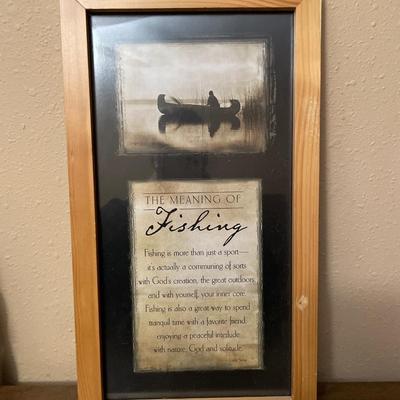 THE MEANING OF
Fishing
Fishing is more than just a sport—
it's actually a communing of sorts
with God's creation, the great outdoors
and with yourself, your inner core.
Fishing is also a great way to spend
tranquil time with a favorite friend,
enjoying a peaceful interlude
with nature, God and solitude.